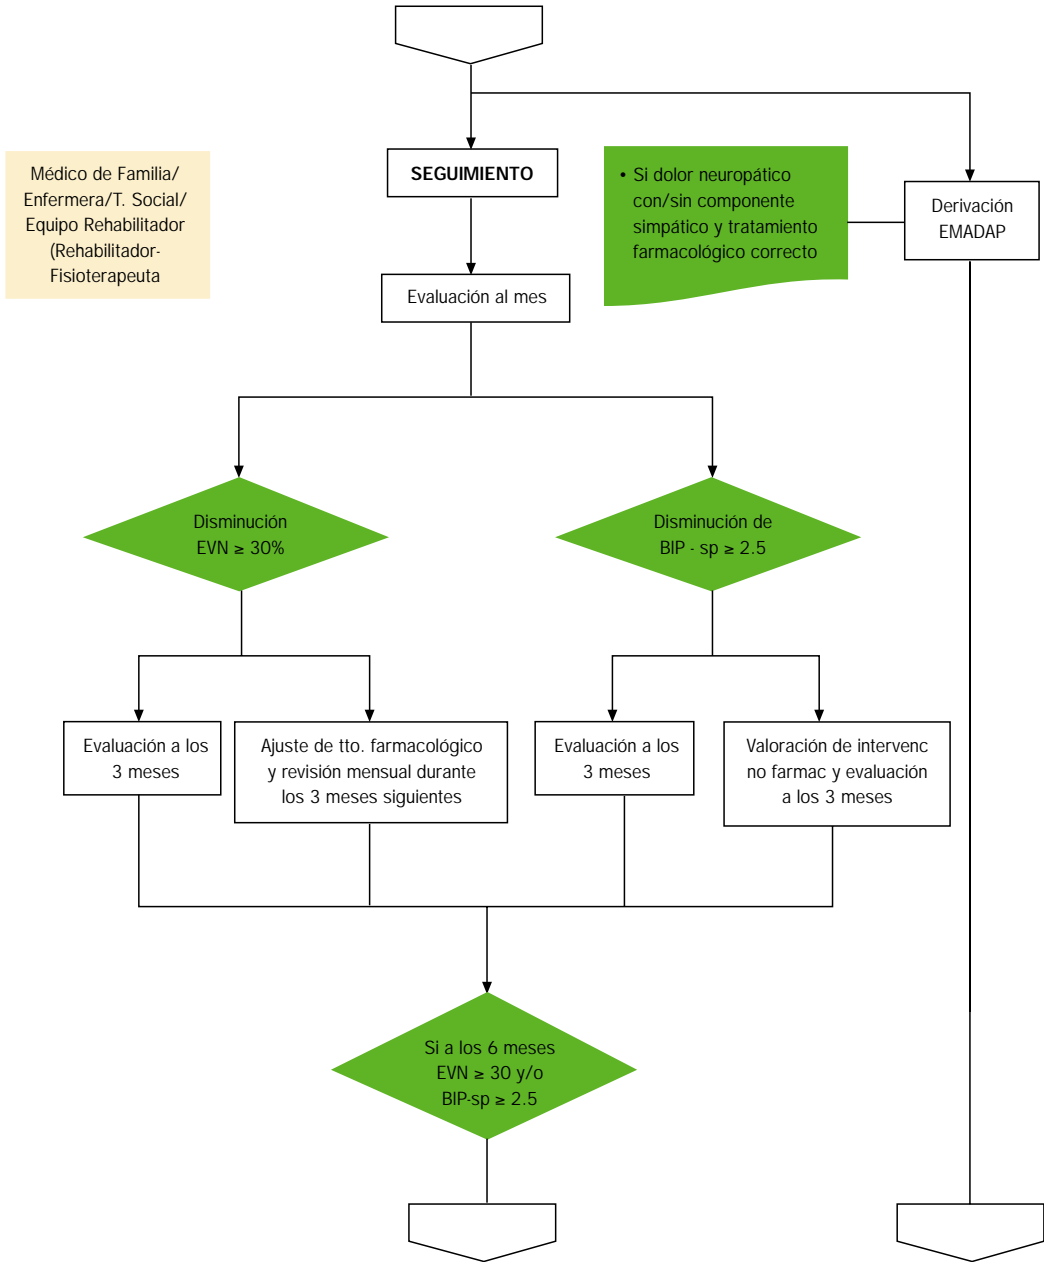 Médico de Familia/
Enfermera/T. Social/
Equipo Rehabilitador
(Rehabilitador-
Fisioterapeuta
SEGUIMIENTO
• Si dolor neuropático
con/sin componente
simpático y tratamiento
farmacológico correcto
Derivación
EMADAP
Evaluación al mes
Disminución
EVN ≥ 30%
Disminución de
BIP - sp ≥ 2.5
Evaluación a los
3 meses
Ajuste de tto. farmacológico
y revisión mensual durante
los 3 meses siguientes
Evaluación a los
3 meses
Valoración de intervenc
no farmac y evaluación
a los 3 meses
Si a los 6 meses
EVN ≥ 30 y/o
BIP-sp ≥ 2.5